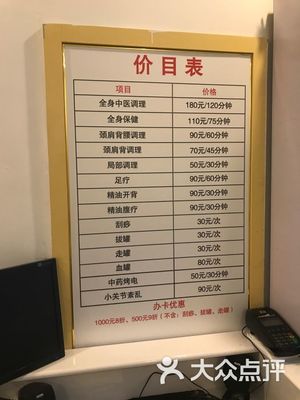 价目表
项目 价格
全身中医调理 180元/120分钟
全身保健 110元/75分钟
颈肩背腰调理 90元/60分钟
颈肩背调理 70元/45分钟
局部调理 50元/30分钟
足疗 90元/60分钟
精油开背 90元/30分钟
精油腹疗 90元/30分钟
刮痧 30元/次
拔罐 30元/次
走罐 30元/次
血罐 80元/次
中药烤电 50元/30分钟
小关节紊乱 90元/次
办卡优惠
1000元8折、500元9折（不含：刮痧、拔罐、走罐）
大众点评